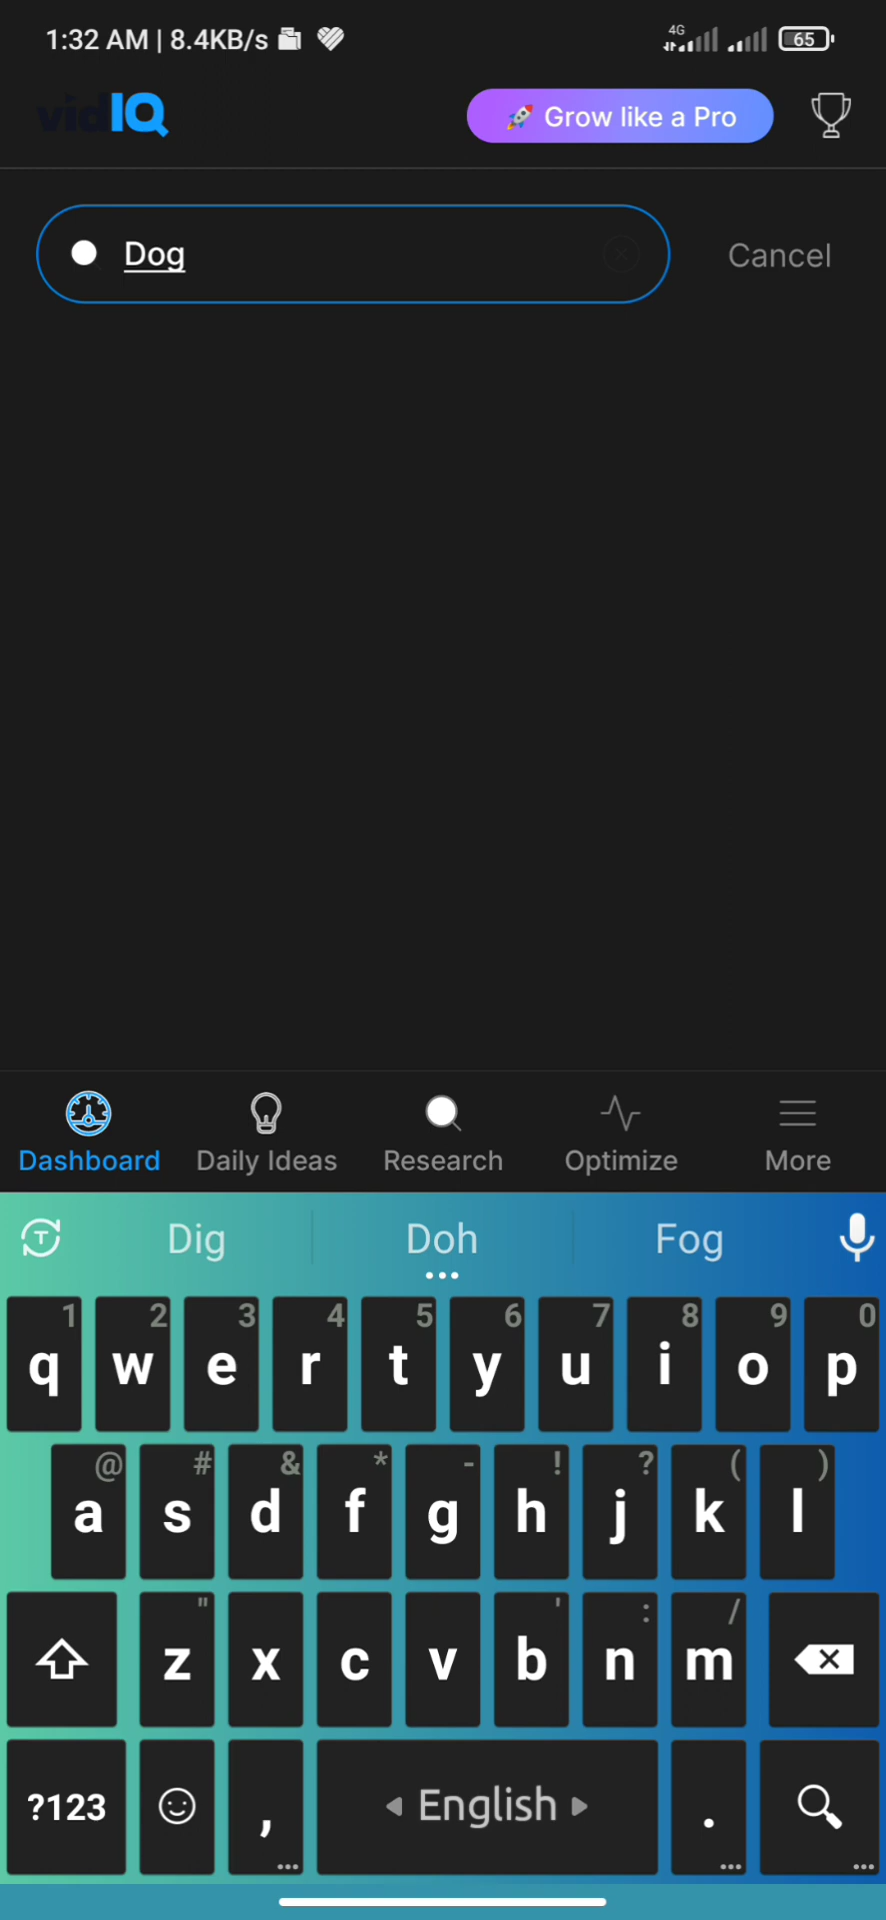 1:32 AM | 8.4KB/s 4G 65
vidIQ 🚀 Grow like a Pro
Dog Cancel
Dashboard Daily Ideas Research Optimize More
Dig Doh Fog
1 2 3 4 5 6 7 8 9 0
q w e r t y u i o p
@ # & * - ! ? ( )
a s d f g h j k l
" ' : /
z x c v b n m
?123 , English .